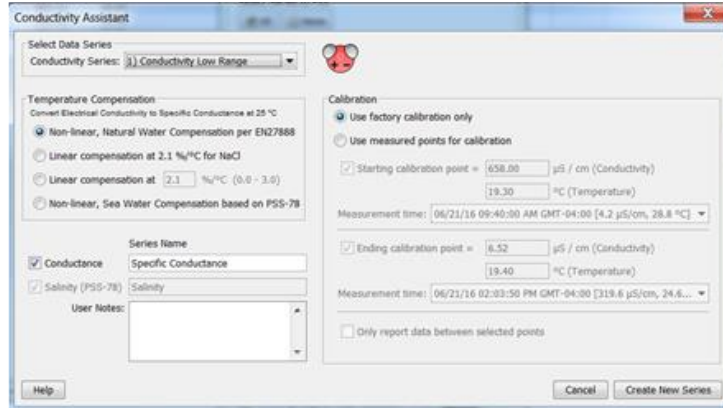 Conductivity Assistant
Select Data Series
Conductivity Series: 1) Conductivity Low Range
Temperature Compensation
Convert Electrical Conductivity to Specific Conductance at 25 °C
Non-linear, Natural Water Compensation per EN27888
Linear compensation at 2.1 %/°C for NaCl
Linear compensation at 2.1 %/°C (0.0 - 3.0)
Non-linear, Sea Water Compensation based on PSS-78
Series Name
Conductance Specific Conductance
Salinity (PSS-78) Salinity
User Notes:
Calibration
Use factory calibration only
Use measured points for calibration
Starting calibration point = 658.00 µS / cm (Conductivity)
19.30 °C (Temperature)
Measurement time: 06/21/16 09:40:00 AM GMT-04:00 [4.2 µS/cm, 28.8 °C]
Ending calibration point = 6.52 µS / cm (Conductivity)
19.40 °C (Temperature)
Measurement time: 06/21/16 02:03:50 PM GMT-04:00 [319.6 µS/cm, 24.6...
Only report data between selected points
Help
Cancel
Create New Series